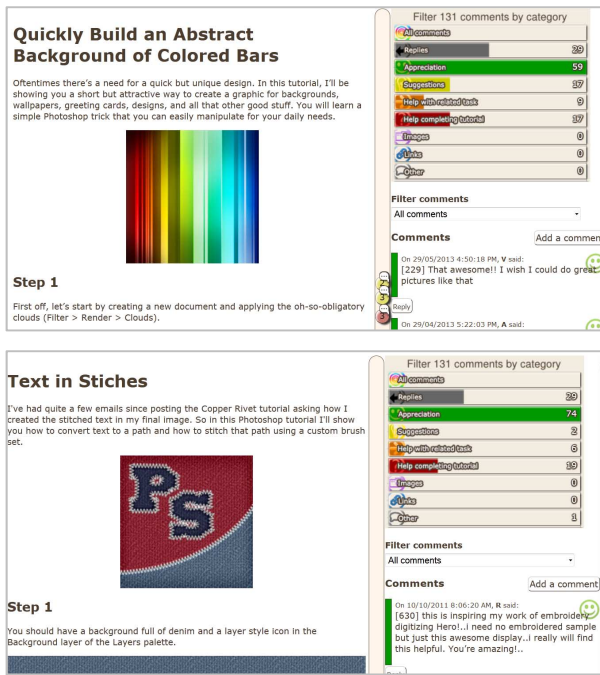 Quickly Build an Abstract
Background of Colored Bars
Oftentimes there's a need for a quick but unique design. In this tutorial, I'll be
showing you a short but attractive way to create a graphic for backgrounds,
wallpapers, greeting cards, designs, and all that other good stuff. You will learn a
simple Photoshop trick that you can easily manipulate for your daily needs.
Step 1
First off, let's start by creating a new document and applying the oh-so-obligatory
clouds (Filter > Render > Clouds).
2
3
3
Filter 131 comments by category
All comments
Replies 29
Appreciation 59
Suggestions 17
Help with related task 9
Help completing tutorial 17
Images 0
Links 0
Other 0
Filter comments
All comments
Comments
Add a commen
On 29/05/2013 4:50:18 PM, V said:
[229] That awesome!! I wish I could do great
pictures like that
Reply
On 29/04/2013 5:22:03 PM, A said:
Text in Stiches
I've had quite a few emails since posting the Copper Rivet tutorial asking how I
created the stitched text in my final image. So in this Photoshop tutorial I'll show
you how to convert text to a path and how to stitch that path using a custom brush
set.
PS
Step 1
You should have a background full of denim and a layer style icon in the
Background layer of the Layers palette.
Filter 131 comments by category
All comments
Replies 29
Appreciation 74
Suggestions 2
Help with related task 6
Help completing tutorial 19
Images 0
Links 0
Other 1
Filter comments
All comments
Comments
Add a comment
On 10/10/2011 8:06:20 AM, R said:
[630] this is inspiring my work of embroidery
digitizing Hero!..i need no embroidered sample
but just this awesome display..i really will find
this helpful. You're amazing!..